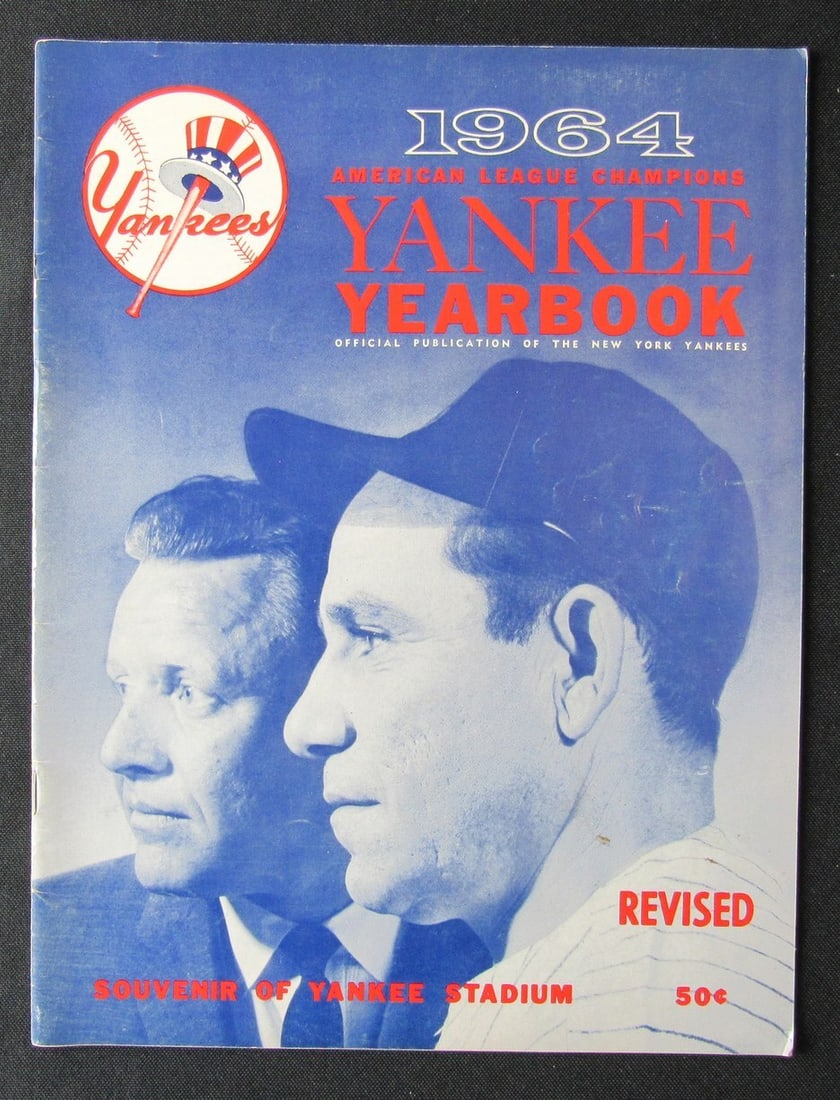 Yankees
1964
AMERICAN LEAGUE CHAMPIONS
YANKEE
YEARBOOK
OFFICIAL PUBLICATION OF THE NEW YORK YANKEES
REVISED
SOUVENIR OF YANKEE STADIUM 50¢